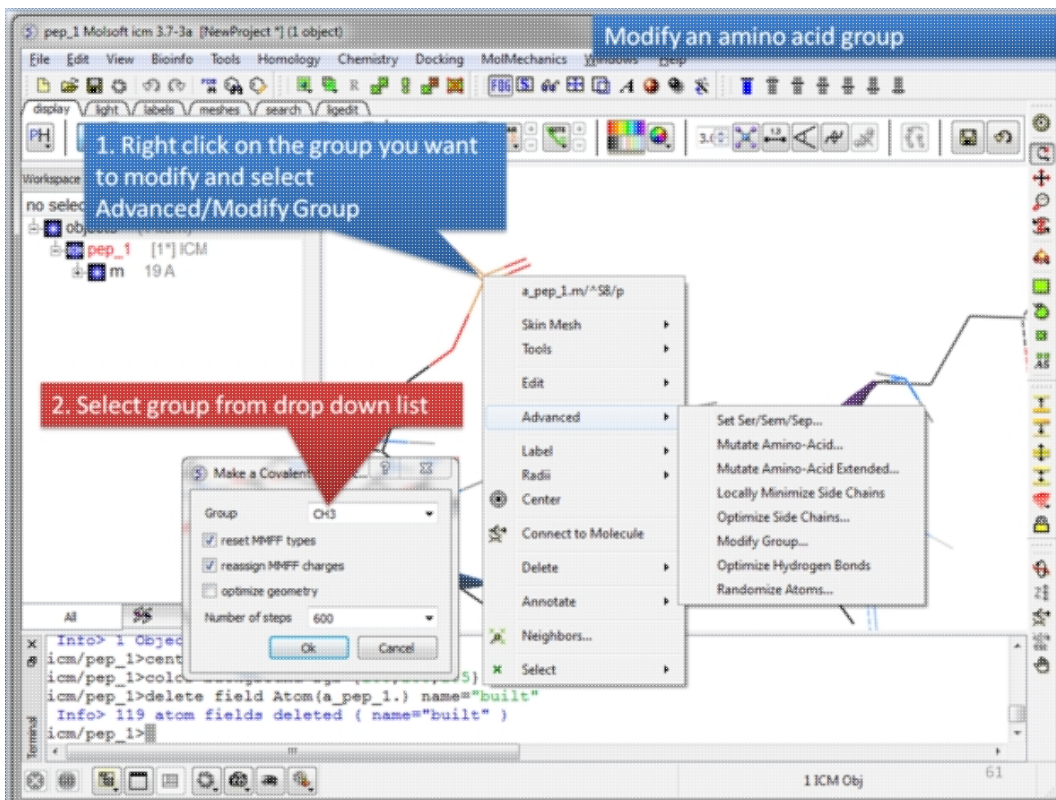 pep_1 Molsoft icm 3.7-3a [NewProject *] (1 object)
Modify an amino acid group
File Edit View Bioinfo Tools Homology Chemistry Docking MolMechanics Windows Help
display light labels meshes search ligedit
1. Right click on the group you want
to modify and select
Advanced/Modify Group
Workspace
no selec
objects
pep_1 [1*] ICM
m 19 A
a_pep_1.m/^S8/p
Skin Mesh
Tools
Edit
Advanced
Label
Radii
Center
Connect to Molecule
Delete
Annotate
Neighbors...
Select
Set Ser/Sem/Sep...
Mutate Amino-Acid...
Mutate Amino-Acid Extended...
Locally Minimize Side Chains
Optimize Side Chains...
Modify Group...
Optimize Hydrogen Bonds
Randomize Atoms...
2. Select group from drop down list
Make a Covalen
Group CH3
reset MMFF types
reassign MMFF charges
optimize geometry
Number of steps 600
Ok Cancel
All
Info> 1 Objec
icm/pep_1>cent
icm/pep_1>colo
icm/pep_1>delete field Atom(a_pep_1.) name="built"
Info> 119 atom fields deleted ( name="built" )
icm/pep_1>
Terminal
1 ICM Obj
61